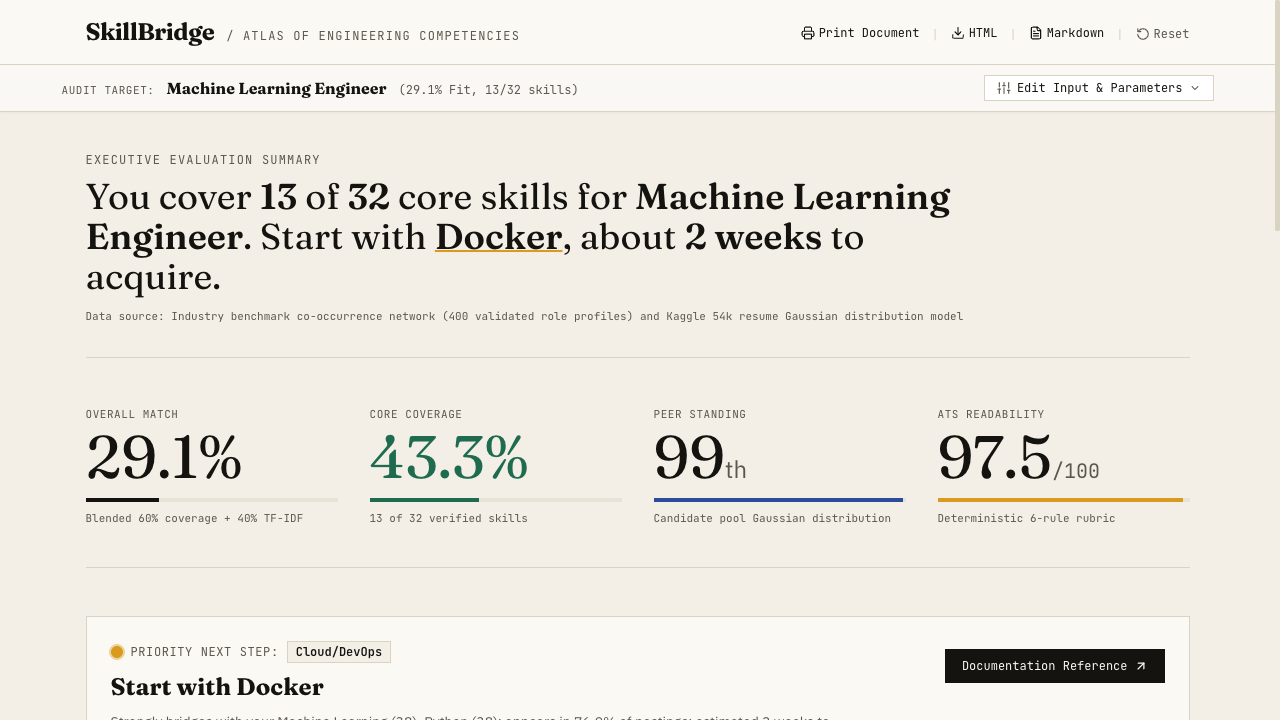 SkillBridge / ATLAS OF ENGINEERING COMPETENCIES
Print Document | HTML | Markdown | Reset
AUDIT TARGET: Machine Learning Engineer (29.1% Fit, 13/32 skills)
Edit Input & Parameters
EXECUTIVE EVALUATION SUMMARY
You cover 13 of 32 core skills for Machine Learning
Engineer. Start with Docker, about 2 weeks to
acquire.
Data source: Industry benchmark co-occurrence network (400 validated role profiles) and Kaggle 54k resume Gaussian distribution model
OVERALL MATCH
29.1%
Blended 60% coverage + 40% TF-IDF
CORE COVERAGE
43.3%
13 of 32 verified skills
PEER STANDING
99th
Candidate pool Gaussian distribution
ATS READABILITY
97.5/100
Deterministic 6-rule rubric
PRIORITY NEXT STEP: Cloud/DevOps
Start with Docker
Documentation Reference